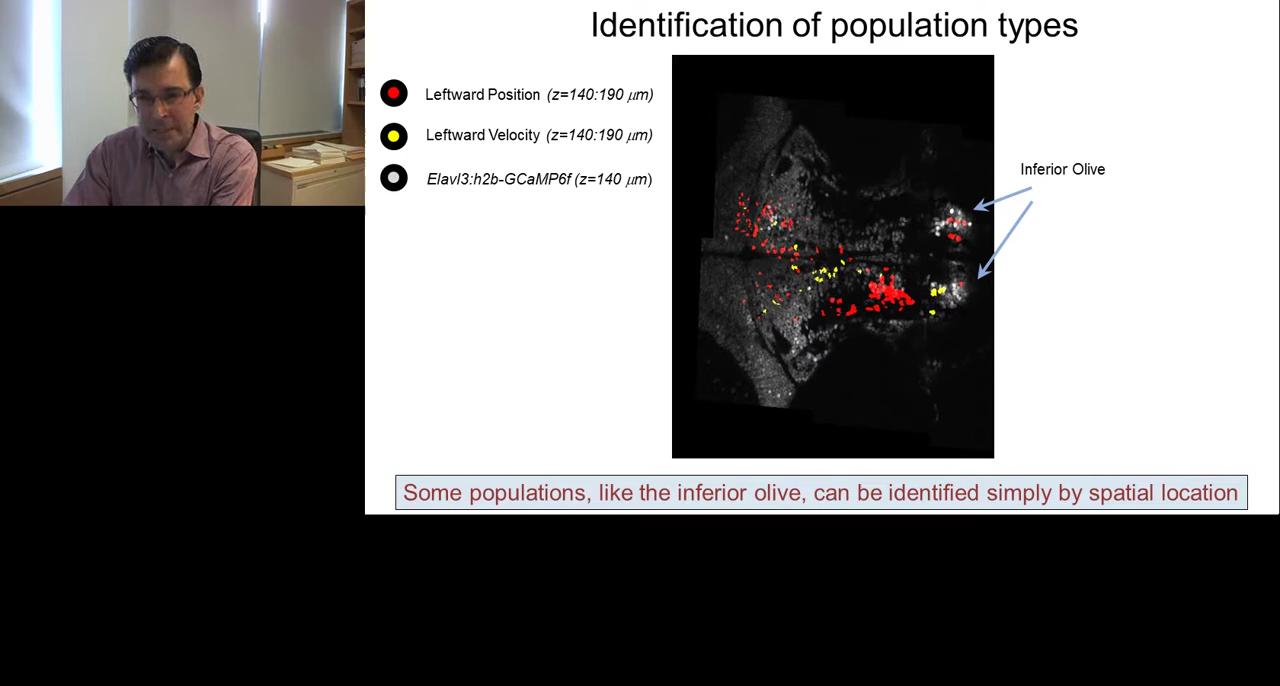 Identification of population types
Leftward Position (z=140:190 μm)
Leftward Velocity (z=140:190 μm)
Elavl3:h2b-GCaMP6f (z=140 μm)
Inferior Olive
Some populations, like the inferior olive, can be identified simply by spatial location